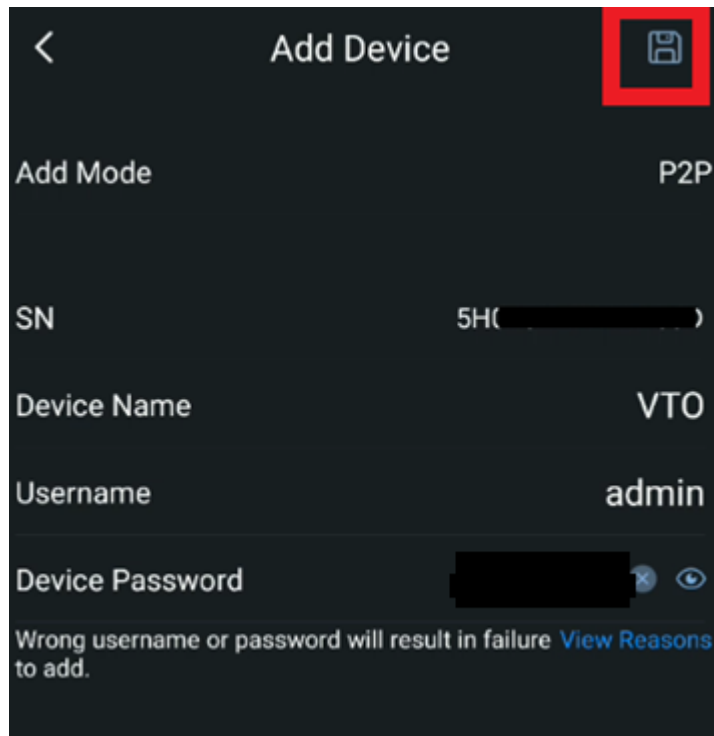 Add Device
Add Mode P2P
SN 5H0
Device Name VTO
Username admin
Device Password
Wrong username or password will result in failure View Reasons
to add.